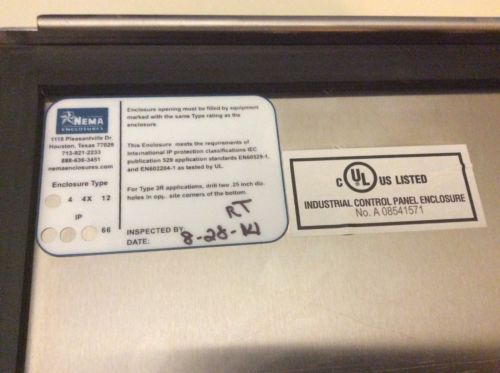 NEMA
ENCLOSURES
1118 Pleasantville Dr
Houston, Texas 77029
713-921-2233
888-636-3451
nemaenclosures.com
Enclosure Type
4 4X 12
IP
66
Enclosure opening must be filled by equipment
marked with the same Type rating as the
enclosure.
This Enclosure meets the requirements of
International IP protection classifications IEC
publication 529 application standards EN60529-1,
and EN602204-1 as tested by UL
For Type 3R applications, drill two .25 inch dia.
holes in opp. site corners of the bottom.
INSPECTED BY: RT
DATE: 8-28-14
C UL US LISTED
INDUSTRIAL CONTROL PANEL ENCLOSURE
No. A 08541571